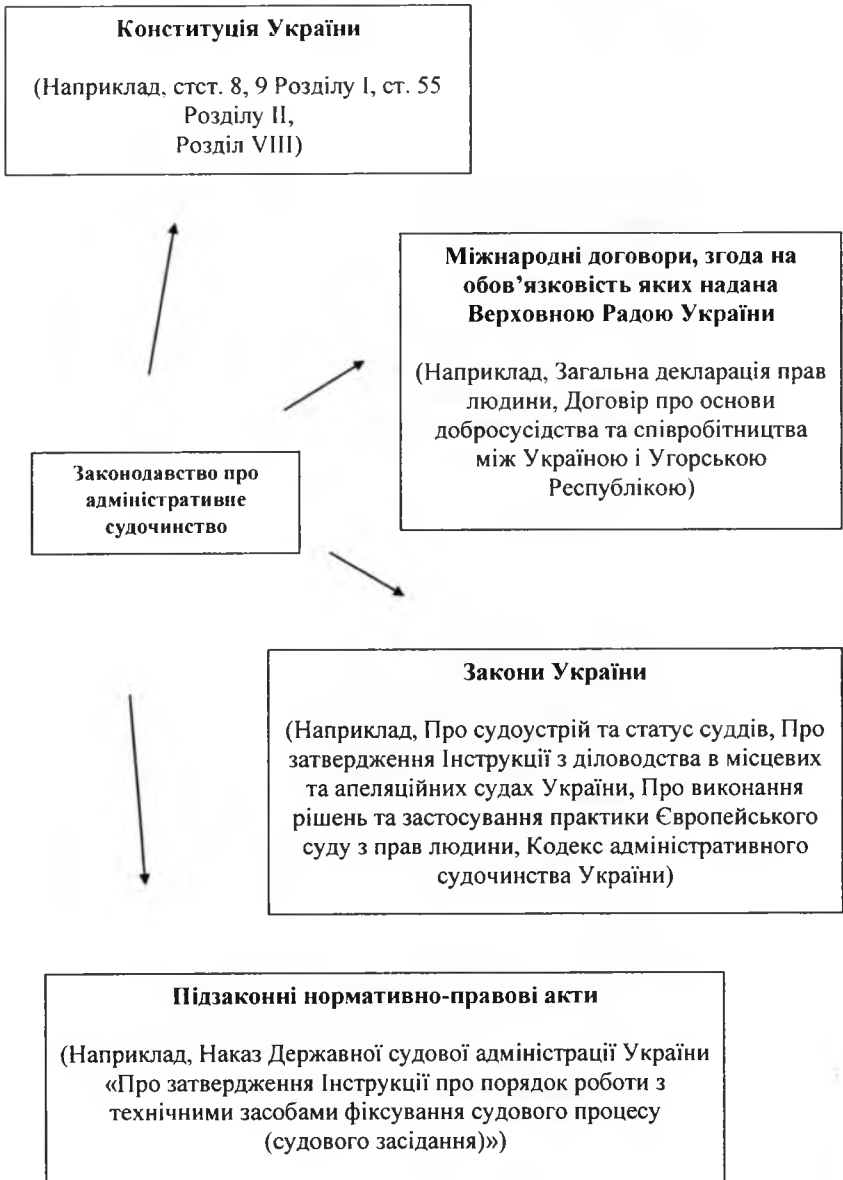 Конституція України
(Наприклад, стст. 8, 9 Розділу І, ст. 55
Розділу ІІ,
Розділ VIII)
Міжнародні договори, згода на
обов’язковість яких надана
Верховною Радою України
(Наприклад, Загальна декларація прав
людини, Договір про основи
добросусідства та співробітництва
між Україною і Угорською
Республікою)
Законодавство про
адміністративне
судочинство
Закони України
(Наприклад, Про судоустрій та статус суддів, Про
затвердження Інструкції з діловодства в місцевих
та апеляційних судах України, Про виконання
рішень та застосування практики Європейського
суду з прав людини, Кодекс адміністративного
судочинства України)
Підзаконні нормативно-правові акти
(Наприклад, Наказ Державної судової адміністрації України
«Про затвердження Інструкції про порядок роботи з
технічними засобами фіксування судового процесу
(судового засідання)»)